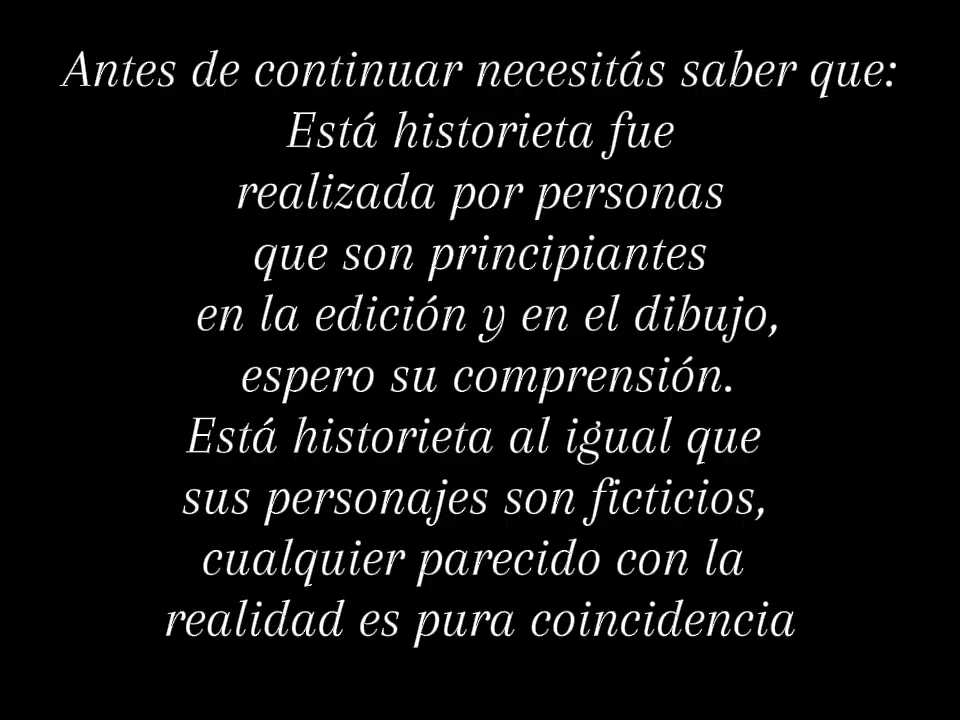 Antes de continuar necesitás saber que:
Está historieta fue
realizada por personas
que son principiantes
en la edición y en el dibujo,
espero su comprensión.
Está historieta al igual que
sus personajes son ficticios,
cualquier parecido con la
realidad es pura coincidencia